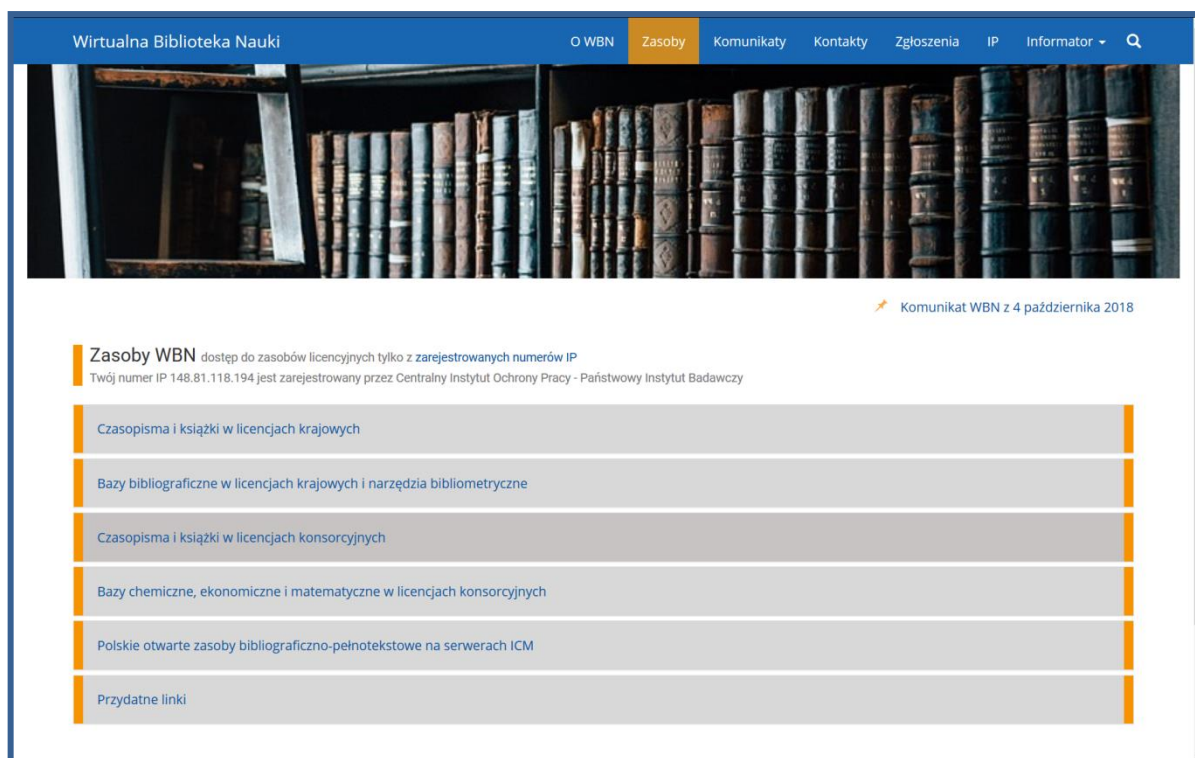 Wirtualna Biblioteka Nauki O WBN Zasoby Komunikaty Kontakty Zgłoszenia IP Informator
Komunikat WBN z 4 października 2018
Zasoby WBN dostęp do zasobów licencyjnych tylko z zarejestrowanych numerów IP
Twój numer IP 148.81.118.194 jest zarejestrowany przez Centralny Instytut Ochrony Pracy - Państwowy Instytut Badawczy
Czasopisma i książki w licencjach krajowych
Bazy bibliograficzne w licencjach krajowych i narzędzia bibliometryczne
Czasopisma i książki w licencjach konsorcyjnych
Bazy chemiczne, ekonomiczne i matematyczne w licencjach konsorcyjnych
Polskie otwarte zasoby bibliograficzno-pełnotekstowe na serwerach ICM
Przydatne linki